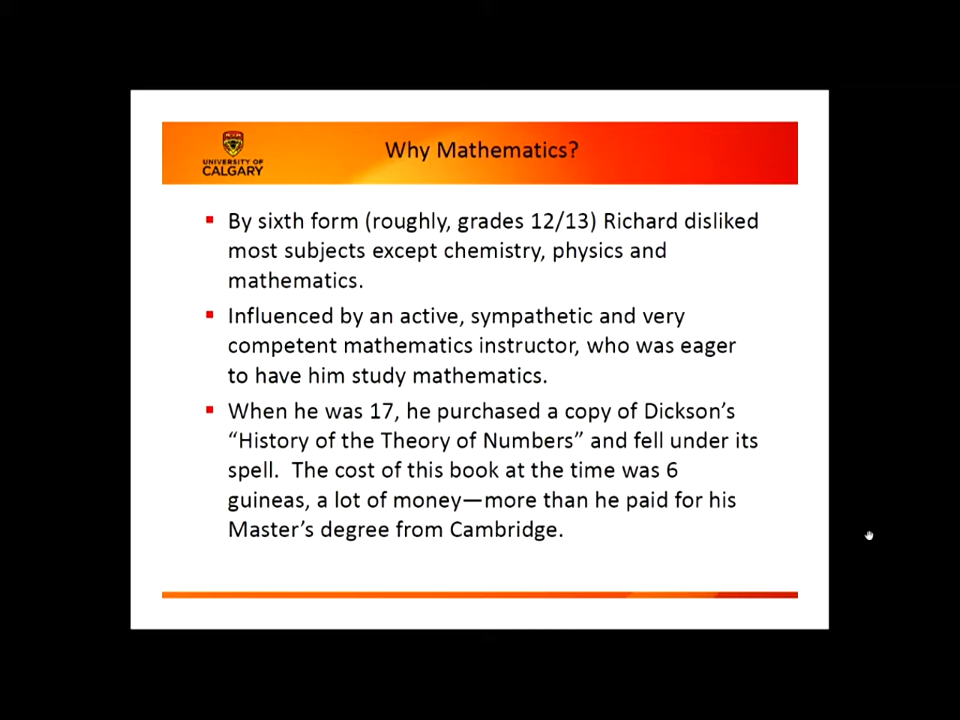 UNIVERSITY OF
CALGARY
Why Mathematics?
By sixth form (roughly, grades 12/13) Richard disliked
most subjects except chemistry, physics and
mathematics.
Influenced by an active, sympathetic and very
competent mathematics instructor, who was eager
to have him study mathematics.
When he was 17, he purchased a copy of Dickson’s
“History of the Theory of Numbers” and fell under its
spell.  The cost of this book at the time was 6
guineas, a lot of money—more than he paid for his
Master’s degree from Cambridge.